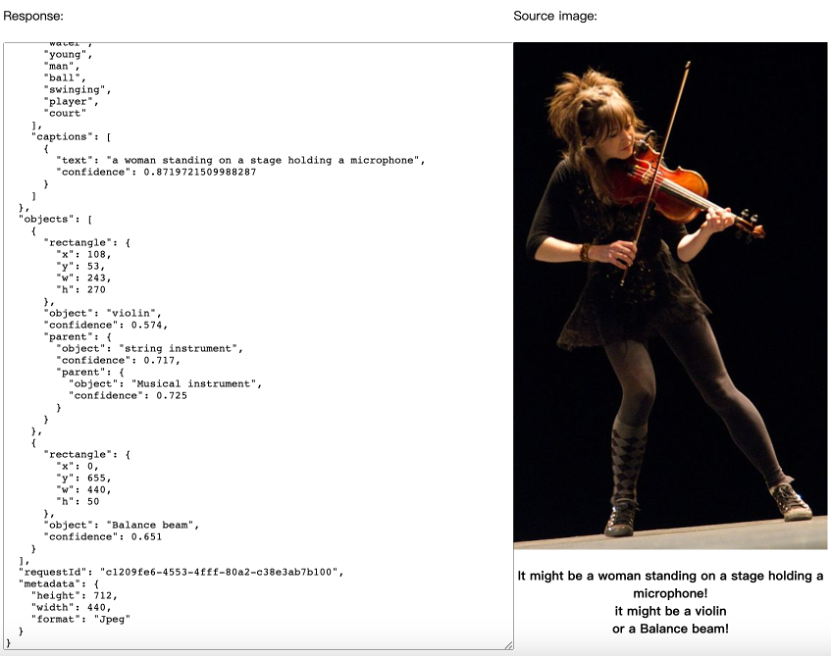 Response:
Source image:
"water",
"young",
"man",
"ball",
"swinging",
"player",
"court"
],
"captions": [
{
"text": "a woman standing on a stage holding a microphone",
"confidence": 0.8719721509988287
}
]
},
"objects": [
{
"rectangle": {
"x": 108,
"y": 53,
"w": 243,
"h": 270
},
"object": "violin",
"confidence": 0.574,
"parent": {
"object": "string instrument",
"confidence": 0.717,
"parent": {
"object": "Musical instrument",
"confidence": 0.725
}
}
},
{
"rectangle": {
"x": 0,
"y": 655,
"w": 440,
"h": 50
},
"object": "Balance beam",
"confidence": 0.651
}
],
"requestId": "c1209fe6-4553-4fff-80a2-c38e3ab7b100",
"metadata": {
"height": 712,
"width": 440,
"format": "Jpeg"
}
}
It might be a woman standing on a stage holding a
microphone!
it might be a violin
or a Balance beam!